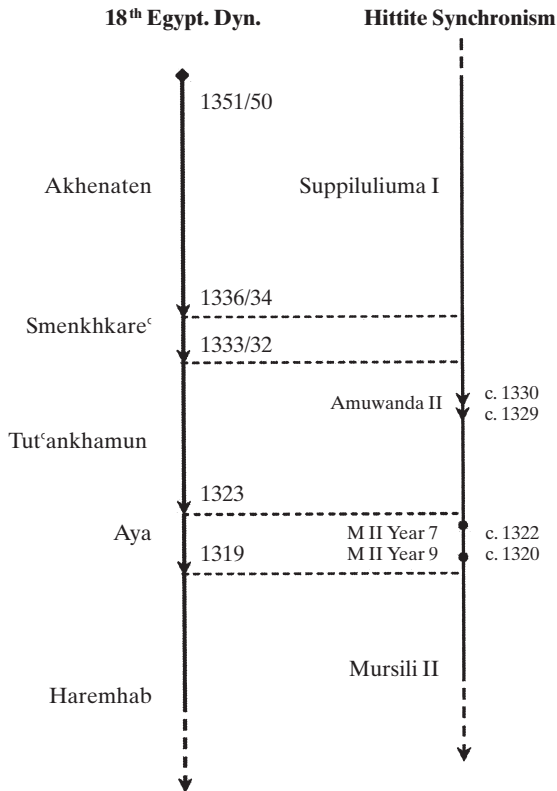 18th Egypt. Dyn. Hittite Synchronism
1351/50
Akhenaten Suppiluliuma I
1336/34
Smenkhkareʿ
1333/32
Amuwanda II c. 1330
c. 1329
Tutʿankhamun
1323
Aya M II Year 7 c. 1322
1319 M II Year 9 c. 1320
Mursili II
Haremhab